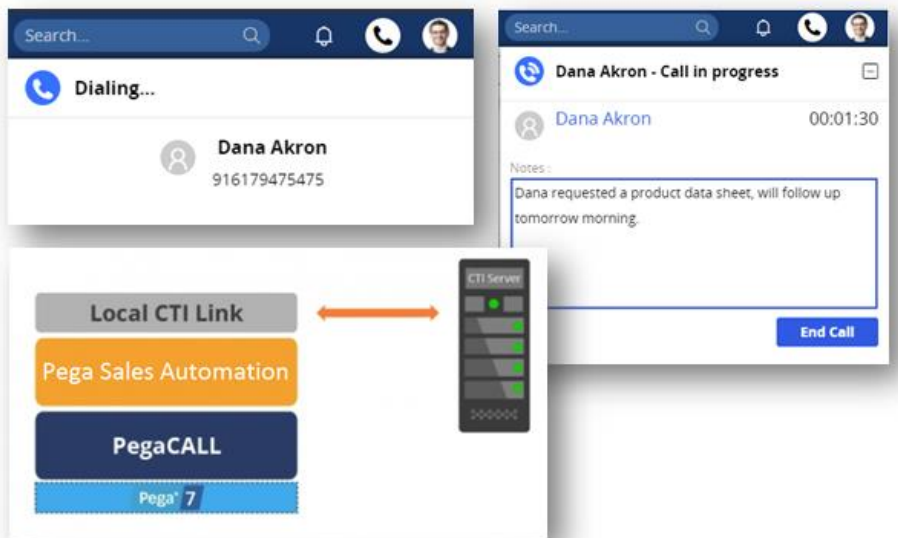 Search...
Dialing...
Dana Akron
916179475475
Search...
Dana Akron - Call in progress
Dana Akron 00:01:30
Notes :
Dana requested a product data sheet, will follow up
tomorrow morning.
End Call
Local CTI Link
CTI Server
Pega Sales Automation
PegaCALL
Pega 7